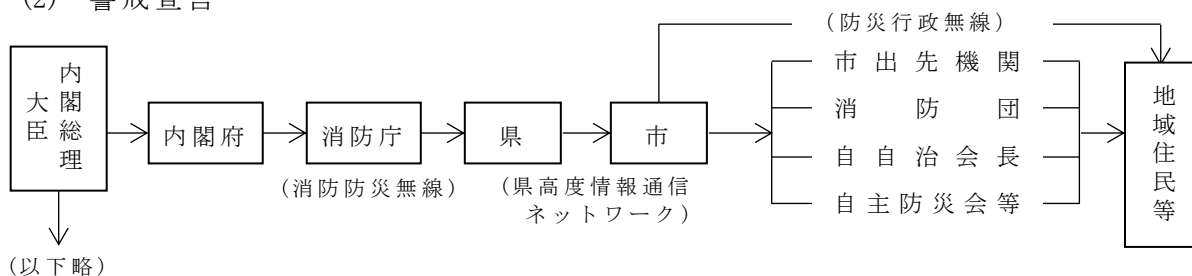 (2) 警戒宣言
(防災行政無線)
内閣総理
大臣
内閣府
消防庁
県
市
市出先機関
消防団
自自治会長
自主防災会等
地域住民等
(消防防災無線)
(県高度情報通信
ネットワーク)
(以下略)